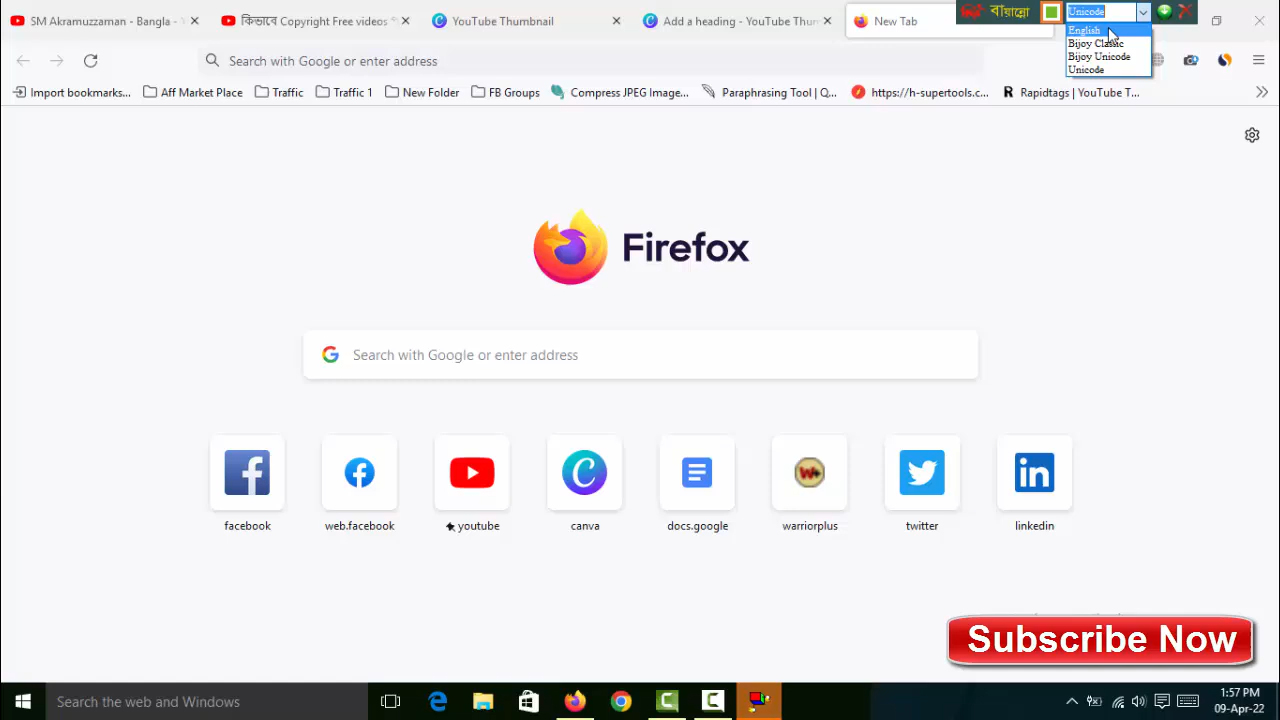 SM Akramuzzaman - Bangla -
কিভাবে Copyright Free
YouTube Thumbnail
Add a heading - YouTube Thum
New Tab
বায়ান্নো
Unicode
English
Bijoy Classic
Bijoy Unicode
Unicode
Search with Google or enter address
Import bookmarks...
Aff Market Place
Traffic
Traffic 1
New Folder
FB Groups
Compress JPEG Image...
Paraphrasing Tool | Q...
https://h-supertools.c...
Rapidtags | YouTube T...
Firefox
Search with Google or enter address
facebook
web.facebook
youtube
canva
docs.google
warriorplus
twitter
linkedin
Subscribe Now
Search the web and Windows
1:57 PM
09-Apr-22